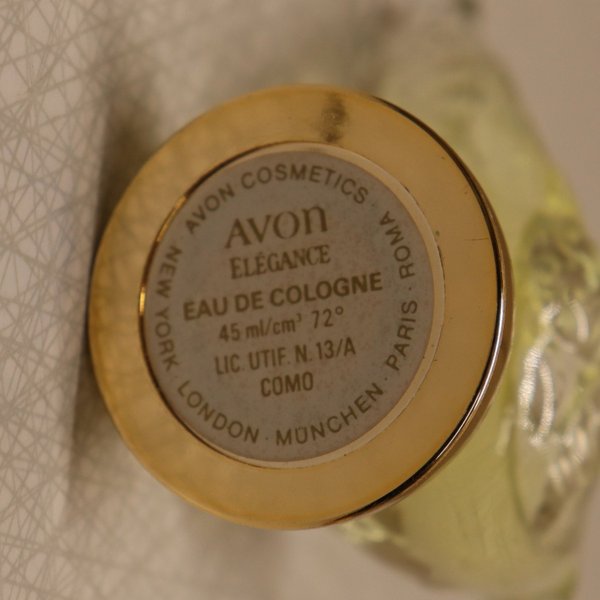 AVON COSMETICS · NEW YORK · LONDON · MÜNCHEN · PARIS · ROMA ·
AVON
ELÉGANCE
EAU DE COLOGNE
45 ml/cm³ 72°
LIC. UTIF. N. 13/A
COMO